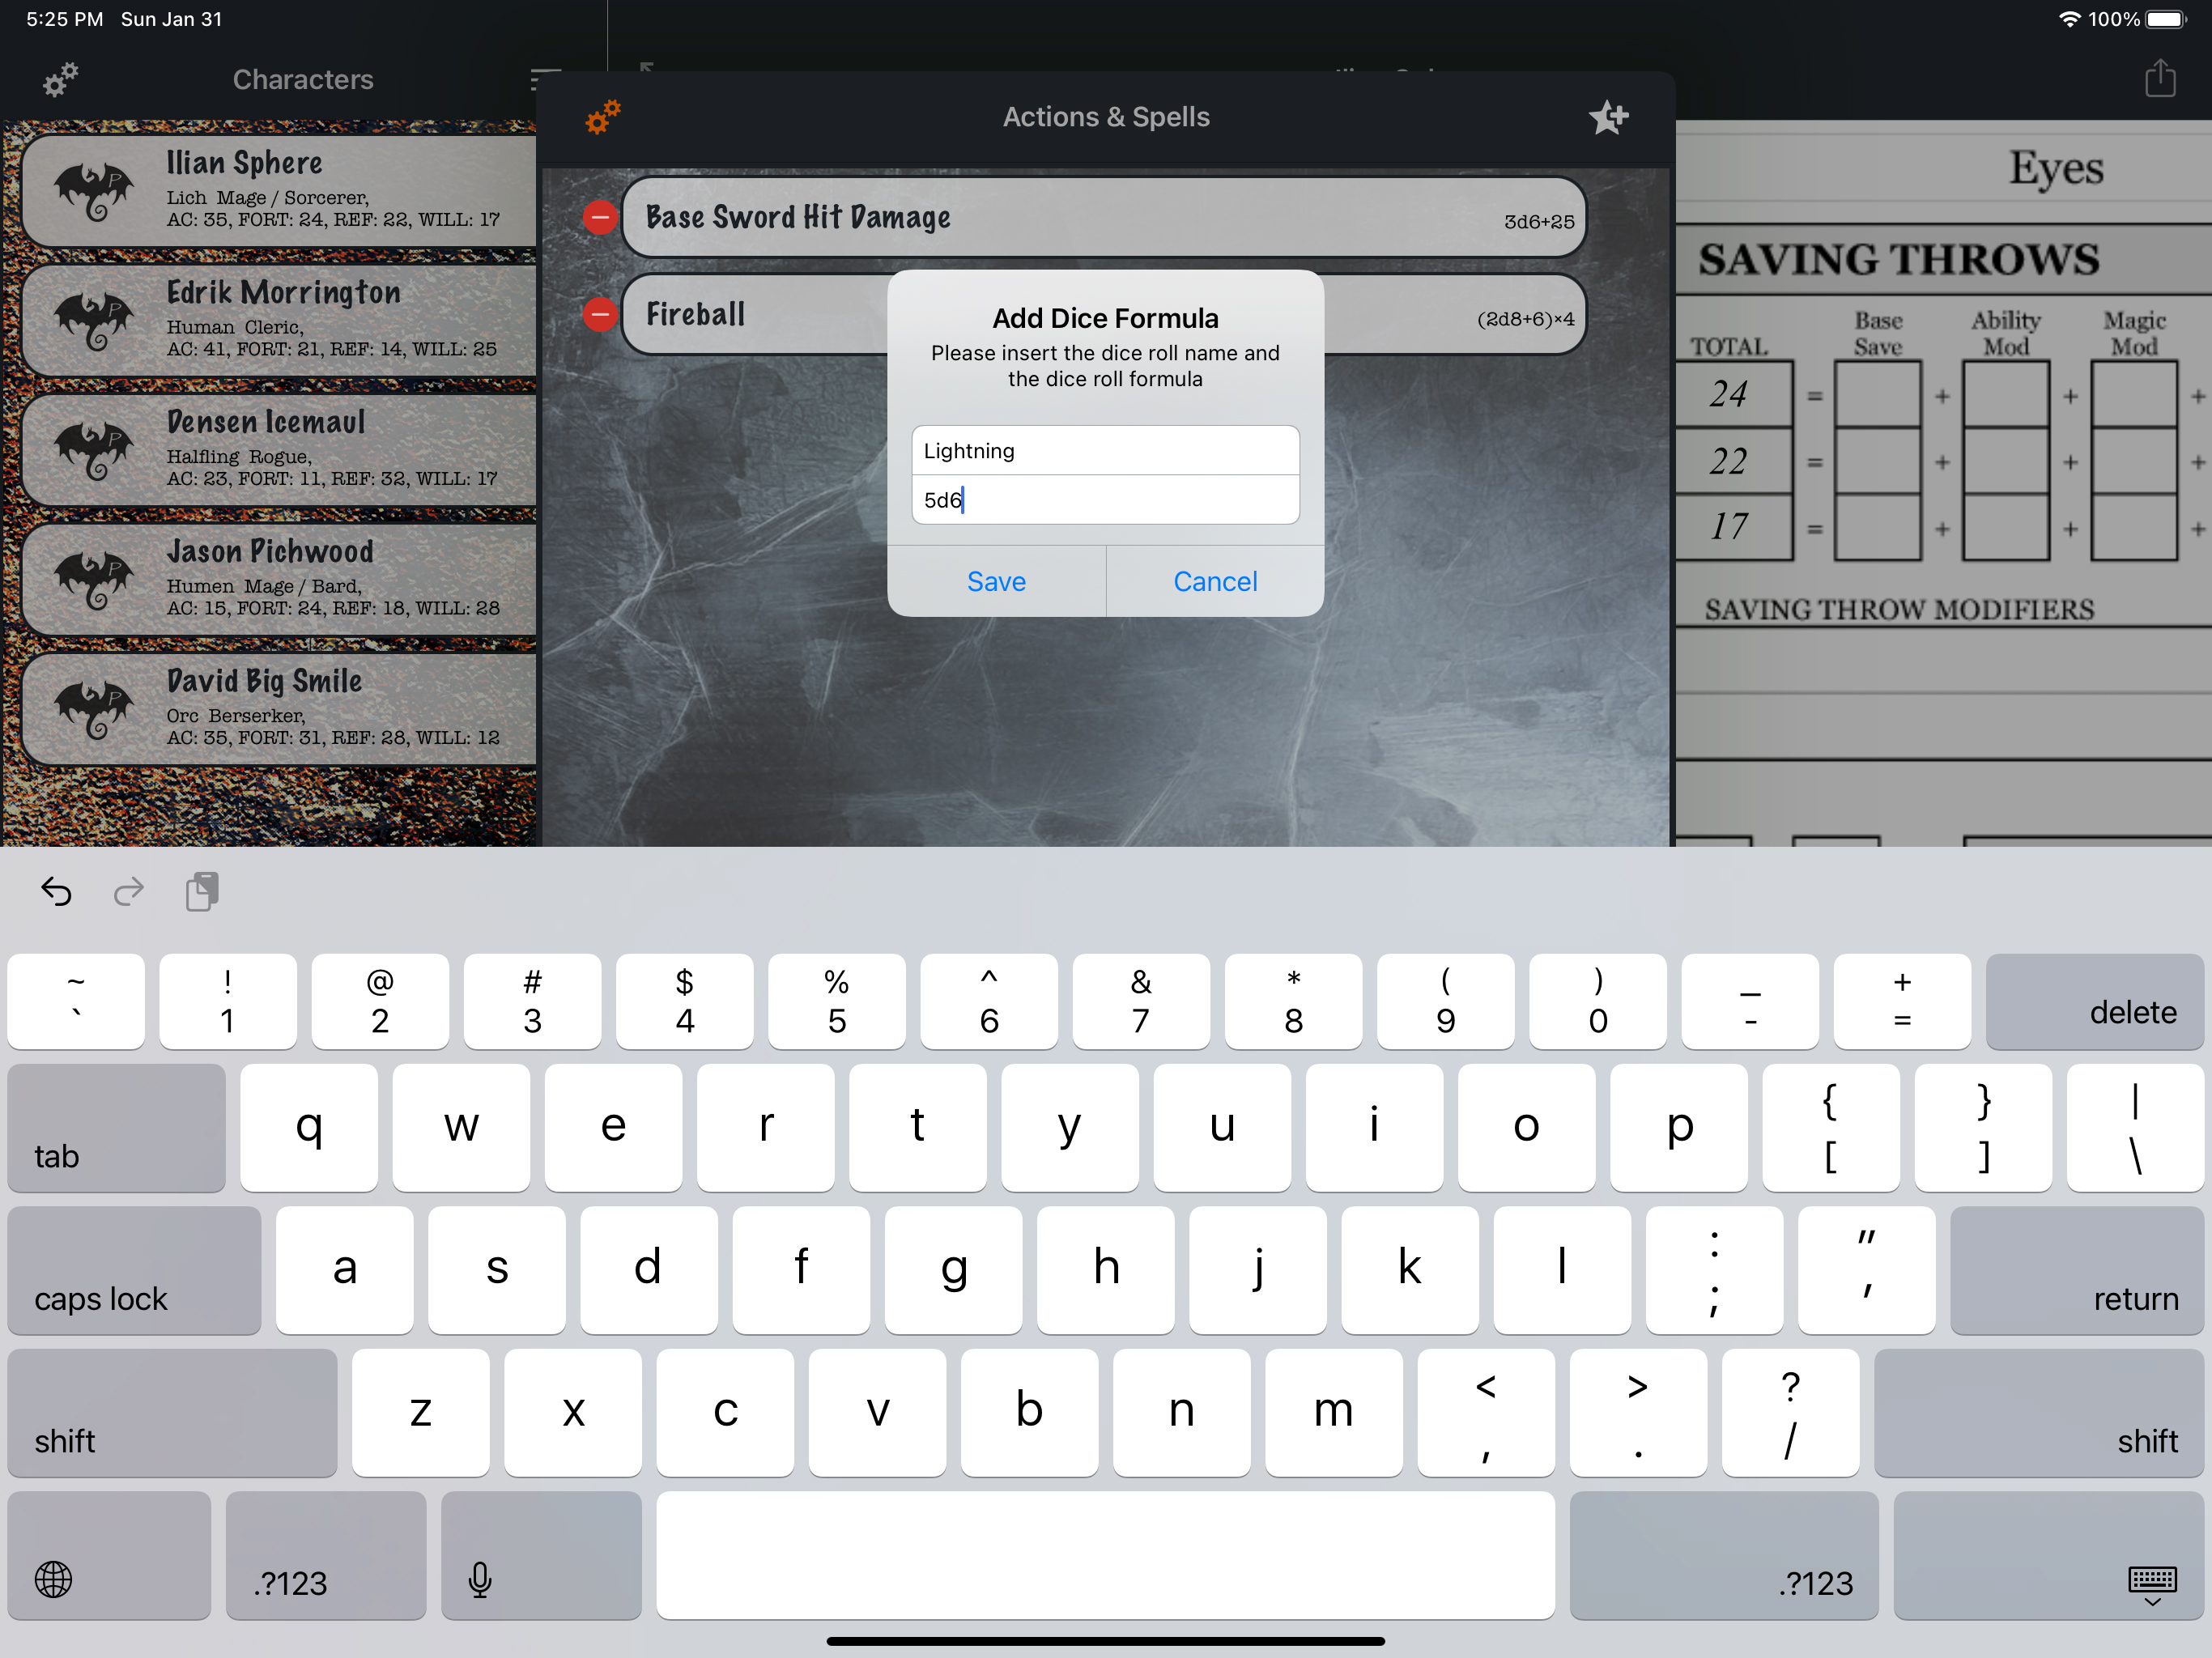 5:25 PM Sun Jan 31
100%
Characters
Ilian Sphere
Lich Mage / Sorcerer,
AC: 35, FORT: 24, REF: 22, WILL: 17
Edrik Morrington
Human Cleric,
AC: 41, FORT: 21, REF: 14, WILL: 25
Densen Icemaul
Halfling Rogue,
AC: 23, FORT: 11, REF: 32, WILL: 17
Jason Pichwood
Humen Mage / Bard,
AC: 15, FORT: 24, REF: 18, WILL: 28
David Big Smile
Orc Berserker,
AC: 35, FORT: 31, REF: 28, WILL: 12
Actions & Spells
Base Sword Hit Damage
3d6+25
Fireball
(2d8+6)×4
Add Dice Formula
Please insert the dice roll name and
the dice roll formula
Lightning
5d6
Save Cancel
Eyes
SAVING THROWS
TOTAL Base Save Ability Mod Magic Mod
24 = + + +
22 = + + +
17 = + + +
SAVING THROW MODIFIERS
~ ! @ # $ % ^ & * ( ) _ +
` 1 2 3 4 5 6 7 8 9 0 - = delete
tab q w e r t y u i o p { [ } ] | \
caps lock a s d f g h j k l : ; " ' return
shift z x c v b n m < , > . ? / shift
.?123 .?123